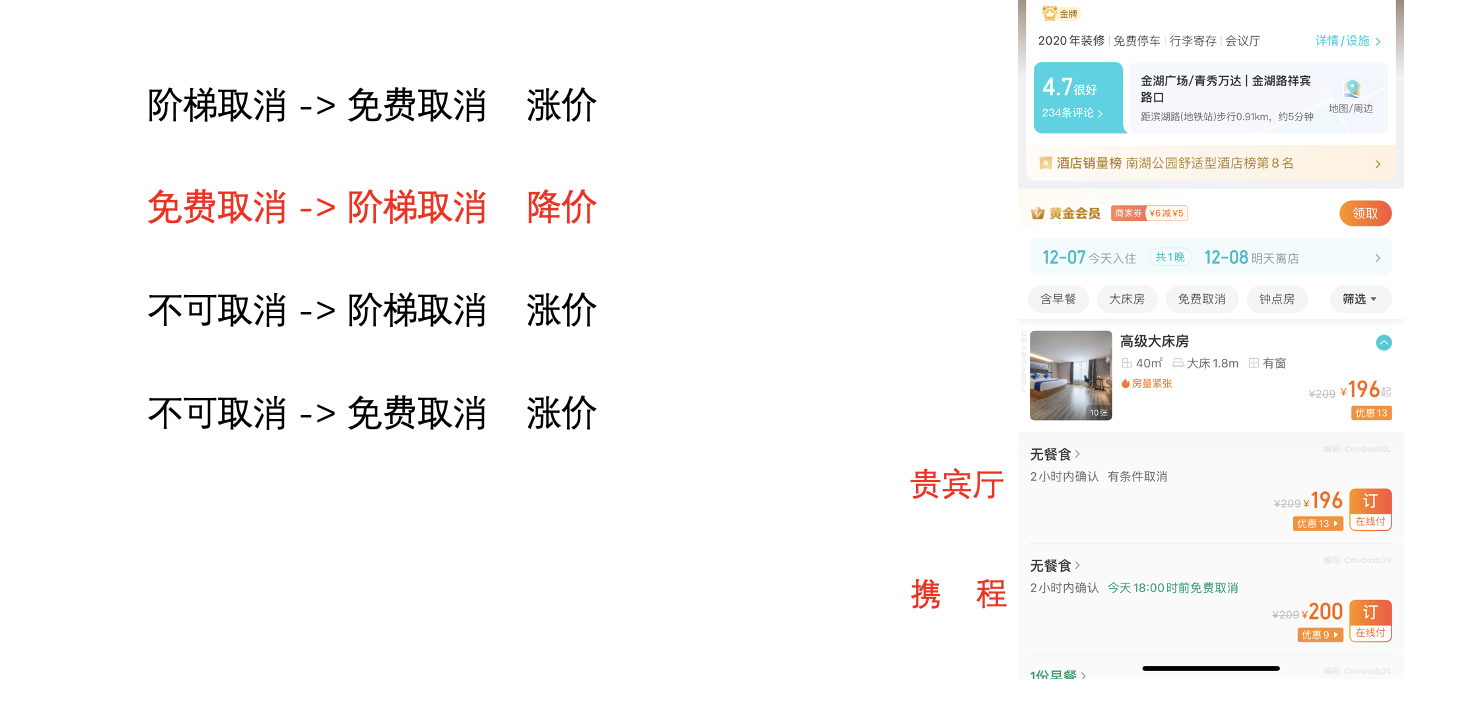 阶梯取消 -> 免费取消 涨价
免费取消 -> 阶梯取消 降价
不可取消 -> 阶梯取消 涨价
不可取消 -> 免费取消 涨价
贵宾厅
携 程
金牌
2020年装修 | 免费停车 | 行李寄存 | 会议厅 详情/设施 >
4.7很好
234条评论 >
金湖广场/青秀万达 | 金湖路祥宾
路口
距滨湖路(地铁站)步行0.91km，约5分钟
地图/周边
酒店销量榜 南湖公园舒适型酒店榜第8名 >
黄金会员 商家券 ¥6减¥5 领取
12-07今天入住 共1晚 12-08明天离店 >
含早餐 大床房 免费取消 钟点房 筛选
高级大床房
40㎡ 大床1.8m 有窗
房量紧张
10张
¥209 ¥196起
优惠13
无餐食 >
2小时内确认 有条件取消
¥209 ¥196 订
优惠13 在线付
无餐食 >
2小时内确认 今天18:00时前免费取消
¥209 ¥200 订
优惠9 在线付
1份早餐 >